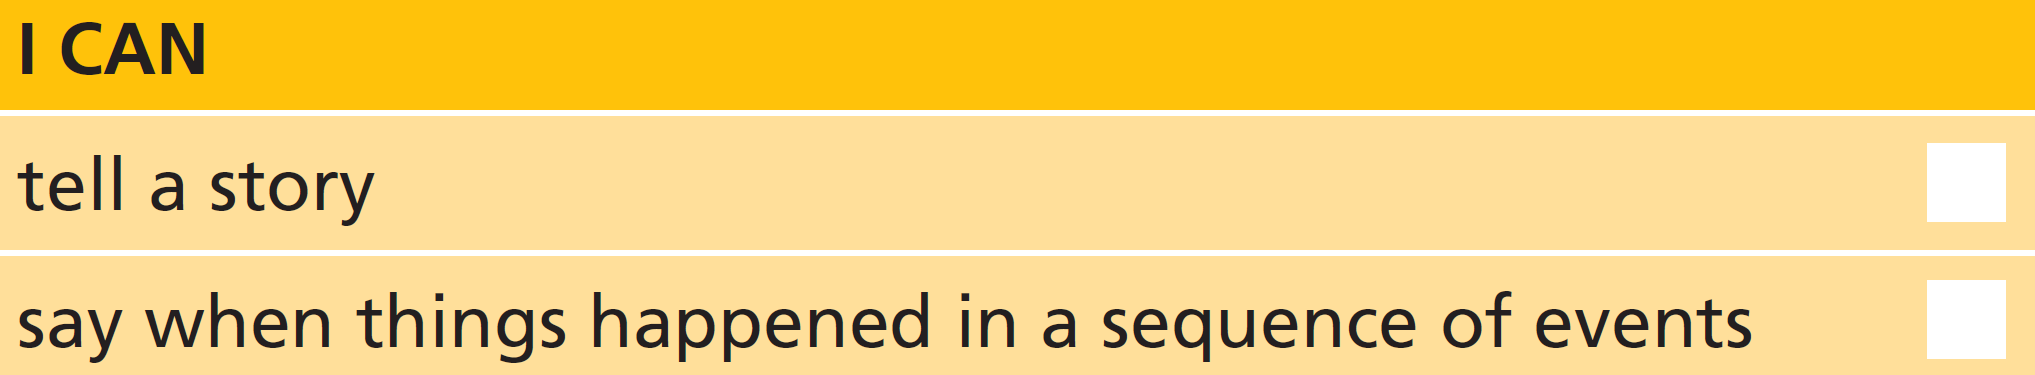 I CAN
tell a story
say when things happened in a sequence of events